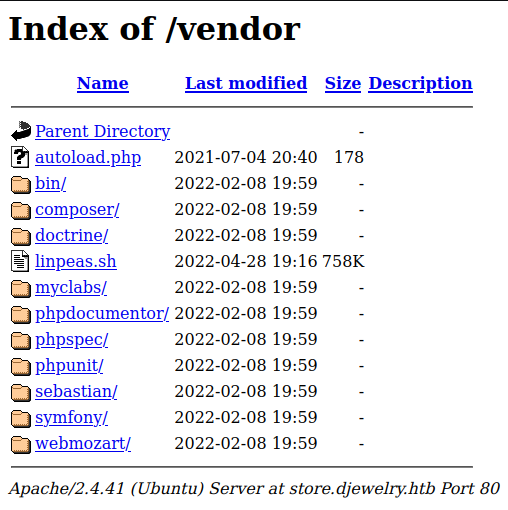 Index of /vendor
Name Last modified Size Description
Parent Directory -
autoload.php 2021-07-04 20:40 178
bin/ 2022-02-08 19:59 -
composer/ 2022-02-08 19:59 -
doctrine/ 2022-02-08 19:59 -
linpeas.sh 2022-04-28 19:16 758K
myclabs/ 2022-02-08 19:59 -
phpdocumentor/ 2022-02-08 19:59 -
phpspec/ 2022-02-08 19:59 -
phpunit/ 2022-02-08 19:59 -
sebastian/ 2022-02-08 19:59 -
symfony/ 2022-02-08 19:59 -
webmozart/ 2022-02-08 19:59 -
Apache/2.4.41 (Ubuntu) Server at store.djewelry.htb Port 80